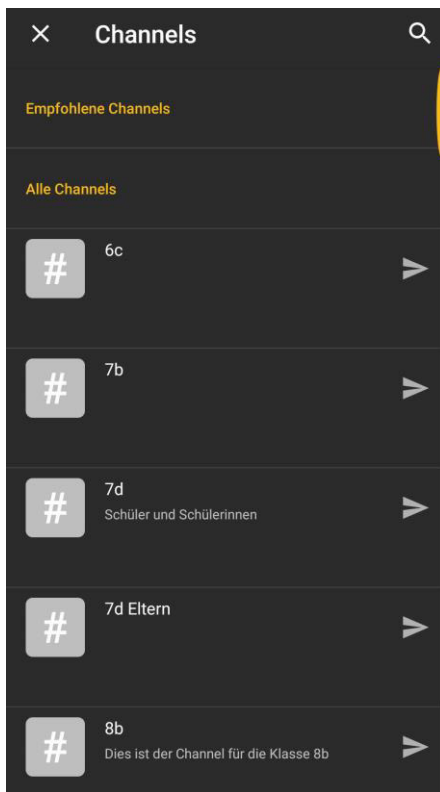 Channels
Empfohlene Channels
Alle Channels
#
6c
#
7b
#
7d
Schüler und Schülerinnen
#
7d Eltern
#
8b
Dies ist der Channel für die Klasse 8b